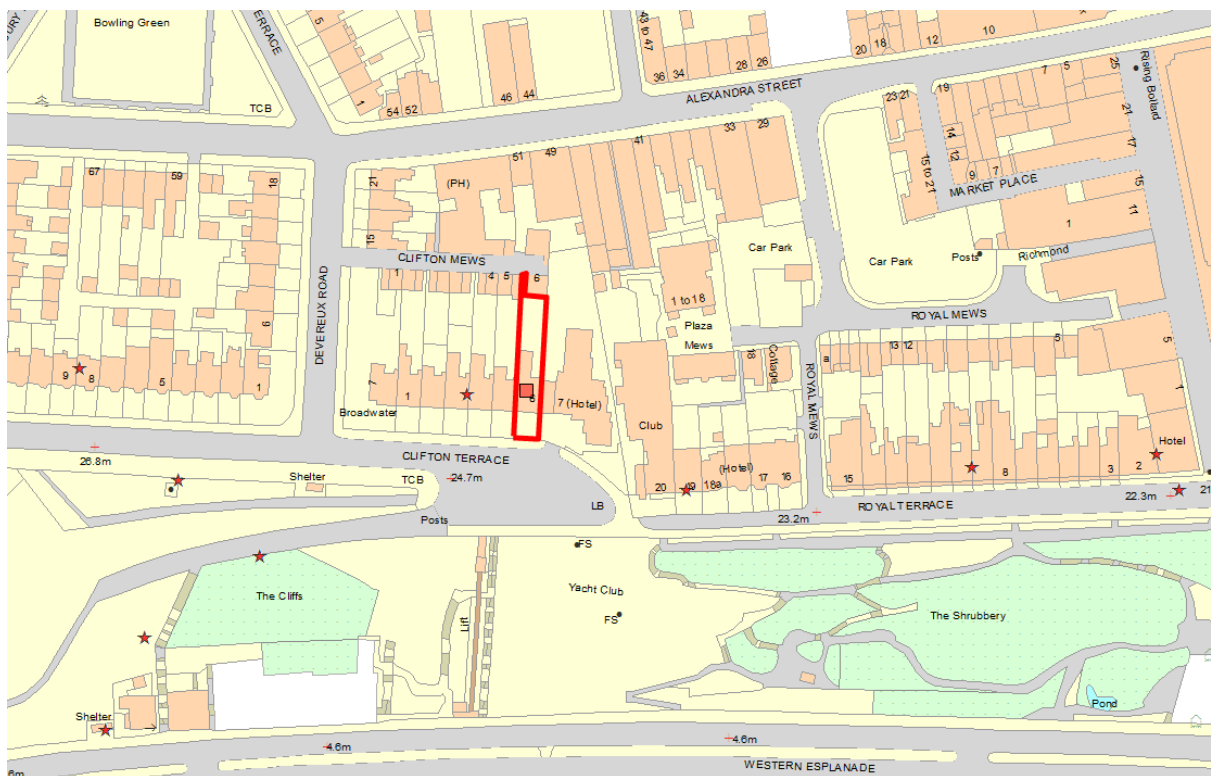 Bowling Green
TERRACE
TCB
43 to 47
5
1
54
52
46
44
36
34
28
26
20
18
12
10
ALEXANDRA STREET
23
21
19
7
5
25
Rising Bollard
21
17
14
12
15 to 21
9
7
MARKET PLACE
15
11
67
59
18
21
(PH)
51
49
41
33
29
15
CLIFTON MEWS
Car Park
Car Park
Posts
1
Richmond
1
4
5
6
1 to 18
Plaza
Mews
ROYAL MEWS
DEVEREUX ROAD
6
9
8
5
1
7
1
Broadwater
7 (Hotel)
18
Cottage
a
13
12
5
5
1
ROYAL MEWS
Club
CLIFTON TERRACE
26.8m
24.7m
Shelter
TCB
Posts
LB
20
19
18a
(Hotel)
17
16
15
8
3
2
Hotel
23.2m
ROYAL TERRACE
22.3m
21
FS
Yacht Club
FS
The Cliffs
Lift
The Shrubbery
Shelter
Pond
4.6m
4.6m
WESTERN ESPLANADE